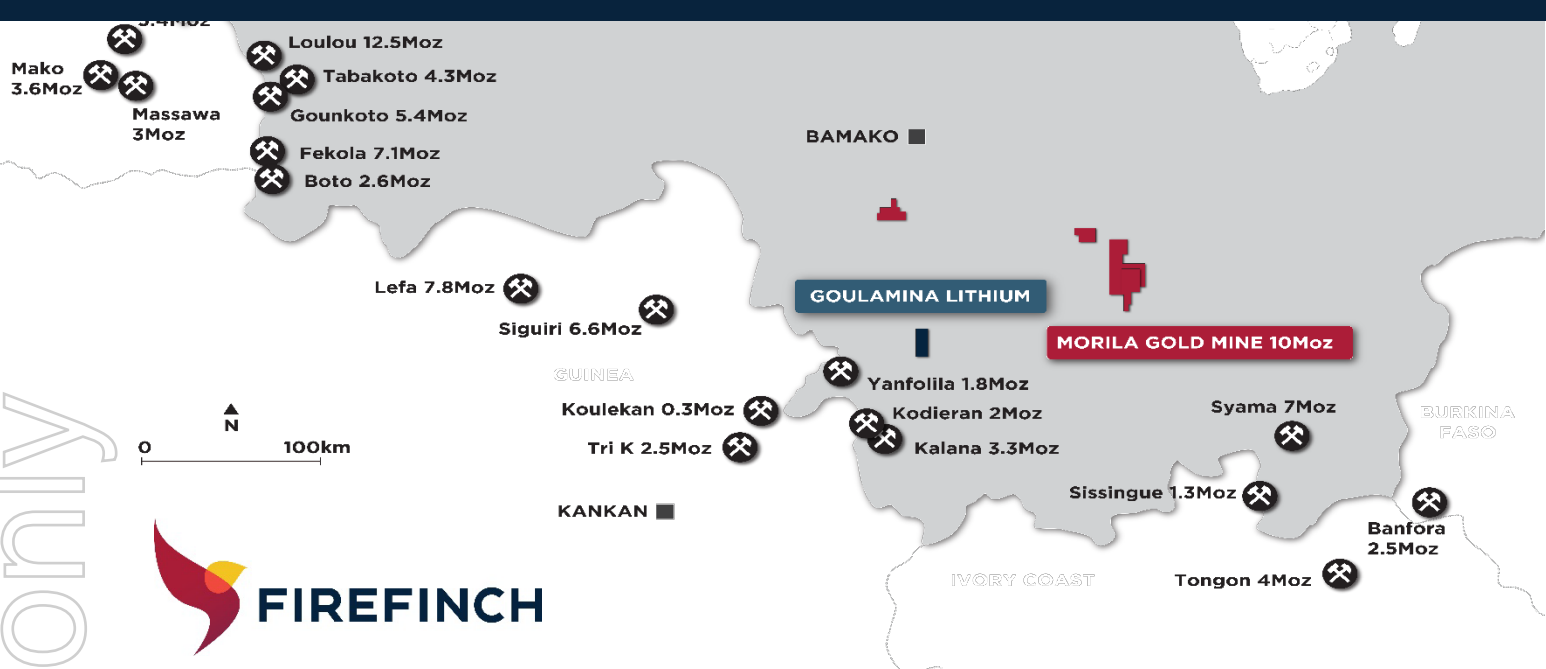 Loulou 12.5Moz
Mako
3.6Moz
Tabakoto 4.3Moz
Massawa
3Moz
Gounkoto 5.4Moz
BAMAKO
Fekola 7.1Moz
Boto 2.6Moz
Lefa 7.8Moz
GOULAMINA LITHIUM
Siguiri 6.6Moz
MORILA GOLD MINE 10Moz
GUINEA
Yanfolila 1.8Moz
Koulekan 0.3Moz
Kodieran 2Moz
Syama 7Moz
BURKINA
FASO
N
0 100km
Tri K 2.5Moz
Kalana 3.3Moz
Sissingue 1.3Moz
KANKAN
Banfora
2.5Moz
IVORY COAST
Tongon 4Moz
FIREFINCH
only